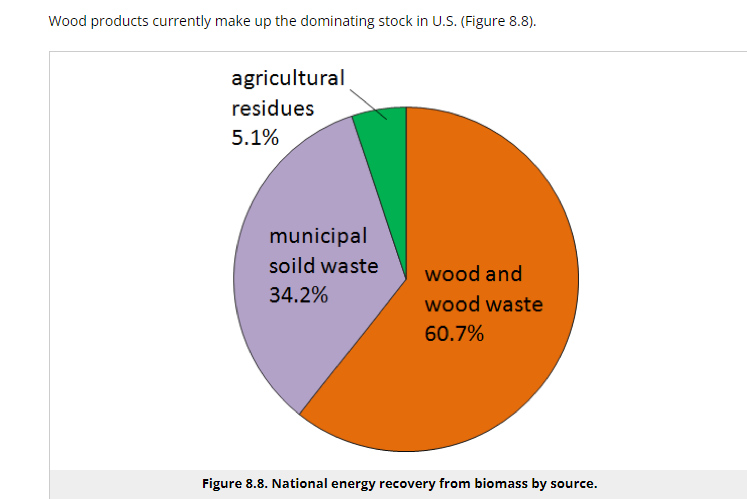 Wood products currently make up the dominating stock in U.S. (Figure 8.8).
agricultural
residues
5.1%
municipal
soild waste
34.2%
wood and
wood waste
60.7%
Figure 8.8. National energy recovery from biomass by source.